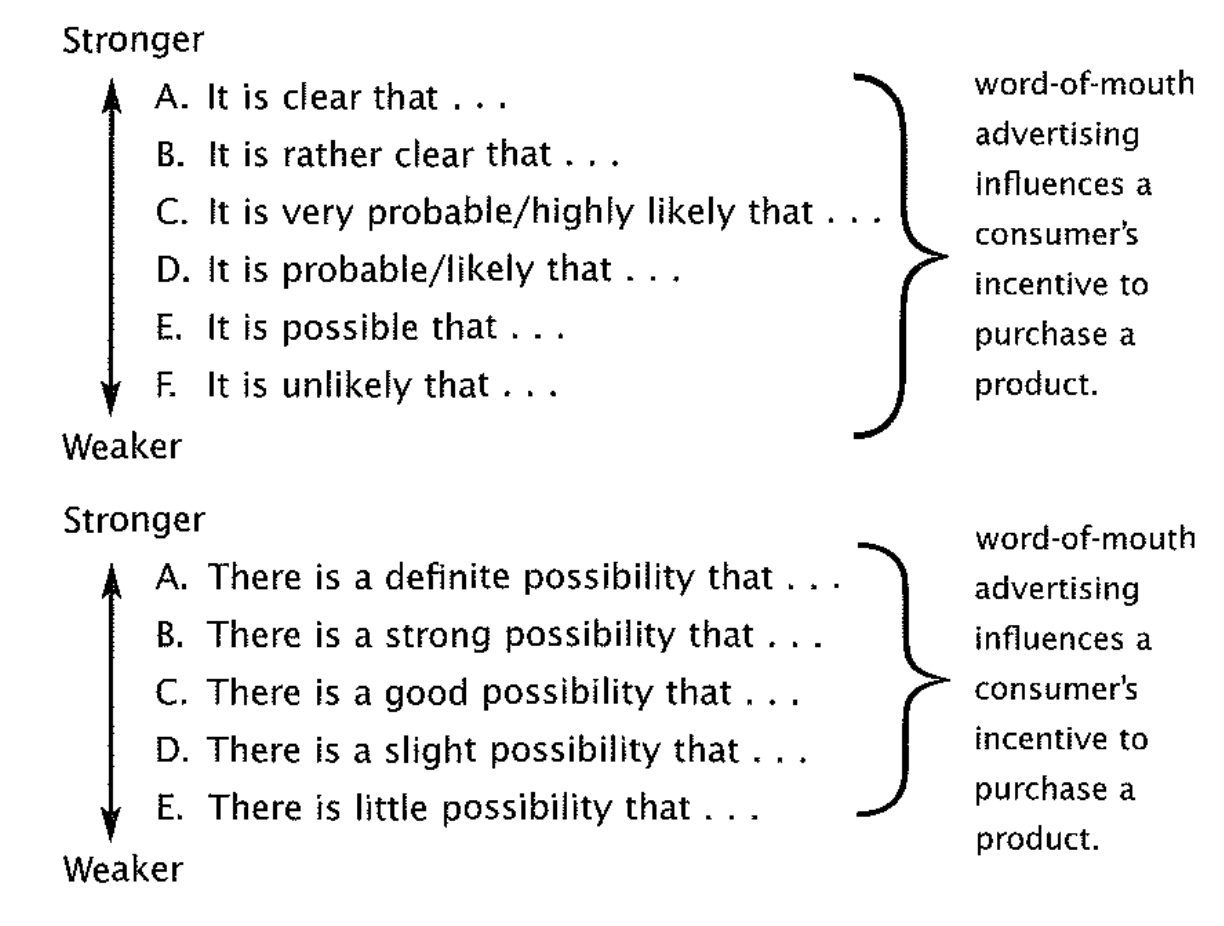 Stronger
A. It is clear that . . .
B. It is rather clear that . . .
C. It is very probable/highly likely that . . .
D. It is probable/likely that . . .
E. It is possible that . . .
F. It is unlikely that . . .
Weaker
word-of-mouth
advertising
influences a
consumer's
incentive to
purchase a
product.
Stronger
A. There is a definite possibility that . . .
B. There is a strong possibility that . . .
C. There is a good possibility that . . .
D. There is a slight possibility that . . .
E. There is little possibility that . . .
Weaker
word-of-mouth
advertising
influences a
consumer's
incentive to
purchase a
product.